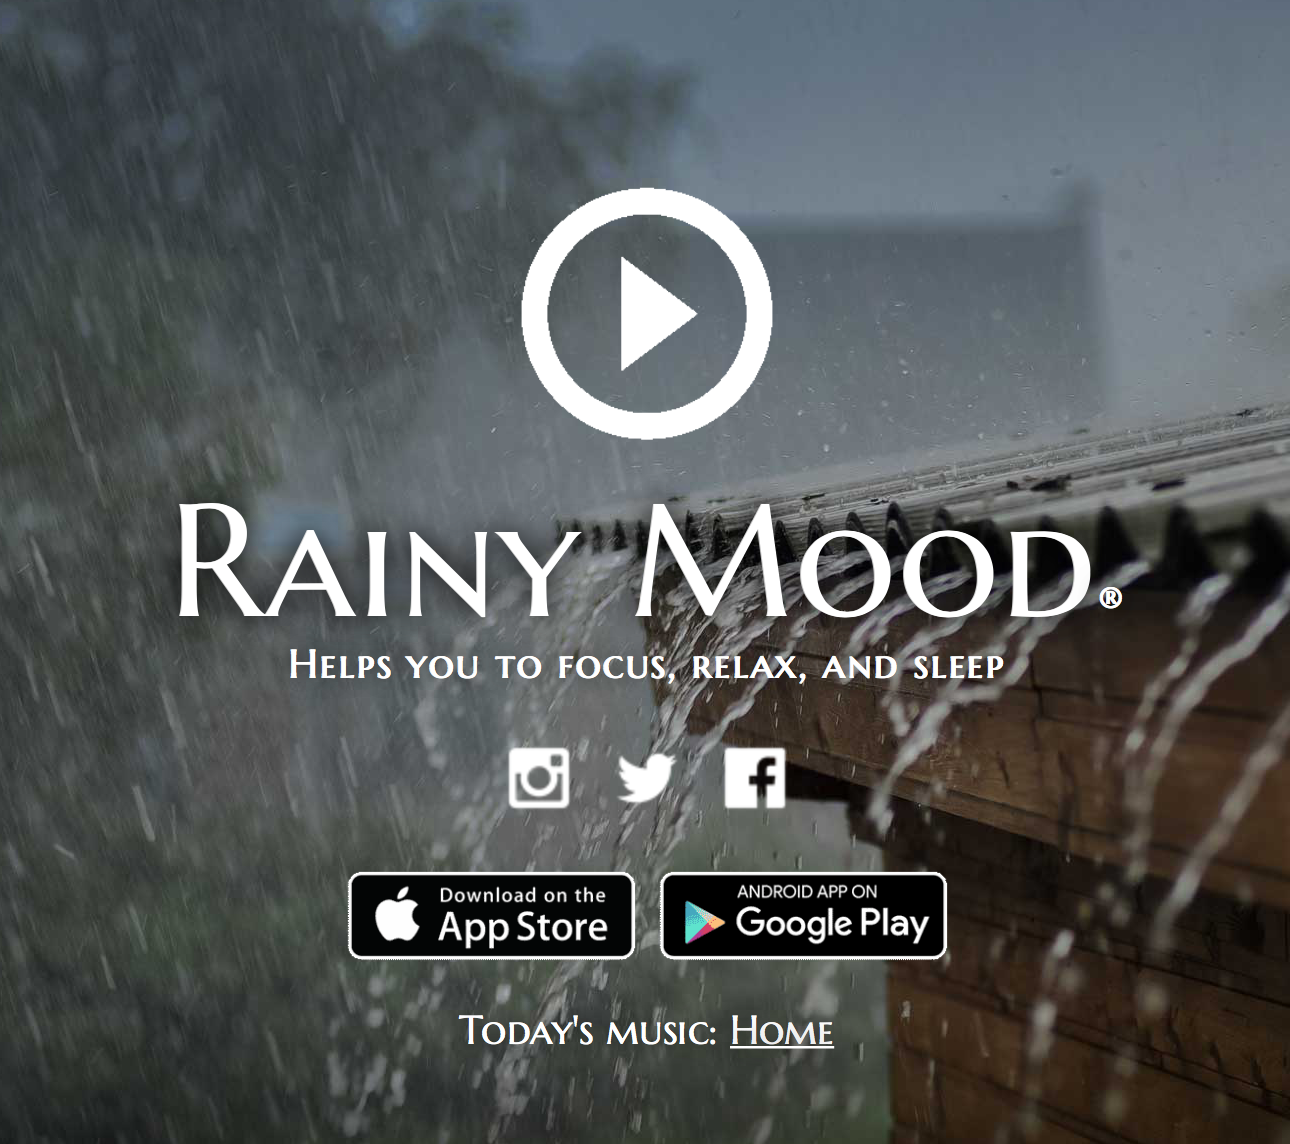 Rainy Mood®
Helps you to focus, relax, and sleep
f
Download on the
App Store
ANDROID APP ON
Google Play
Today's music: Home